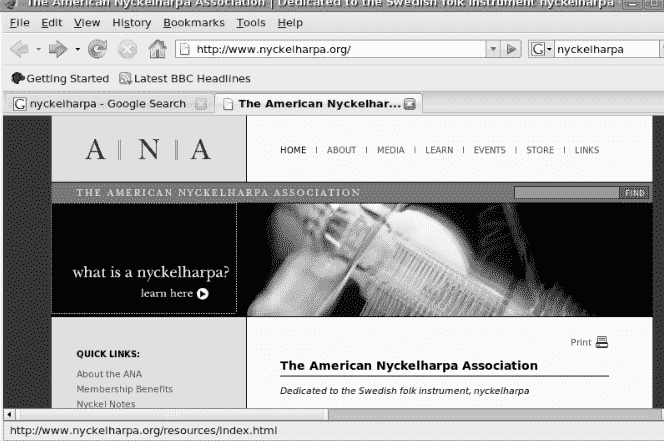 The American Nyckelharpa Association | Dedicated to the Swedish folk instrument nyckelharpa
File Edit View History Bookmarks Tools Help
http://www.nyckelharpa.org/ G nyckelharpa
Getting Started Latest BBC Headlines
G nyckelharpa - Google Search The American Nyckelhar...
A | N | A
HOME | ABOUT | MEDIA | LEARN | EVENTS | STORE | LINKS
THE AMERICAN NYCKELHARPA ASSOCIATION FIND
what is a nyckelharpa?
learn here
Print
QUICK LINKS:
About the ANA
Membership Benefits
Nyckel Notes
The American Nyckelharpa Association
Dedicated to the Swedish folk instrument, nyckelharpa
http://www.nyckelharpa.org/resources/index.html